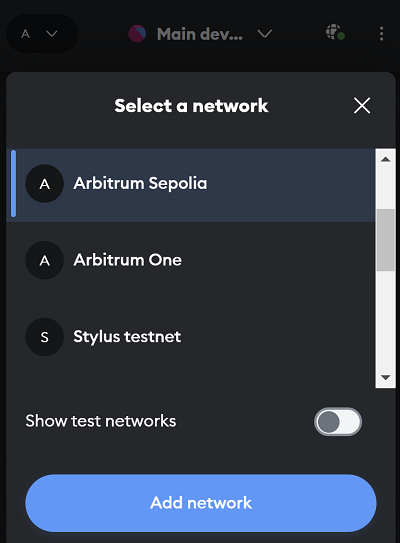 A
Main dev...
Select a network
A
Arbitrum Sepolia
A
Arbitrum One
S
Stylus testnet
Show test networks
Add network